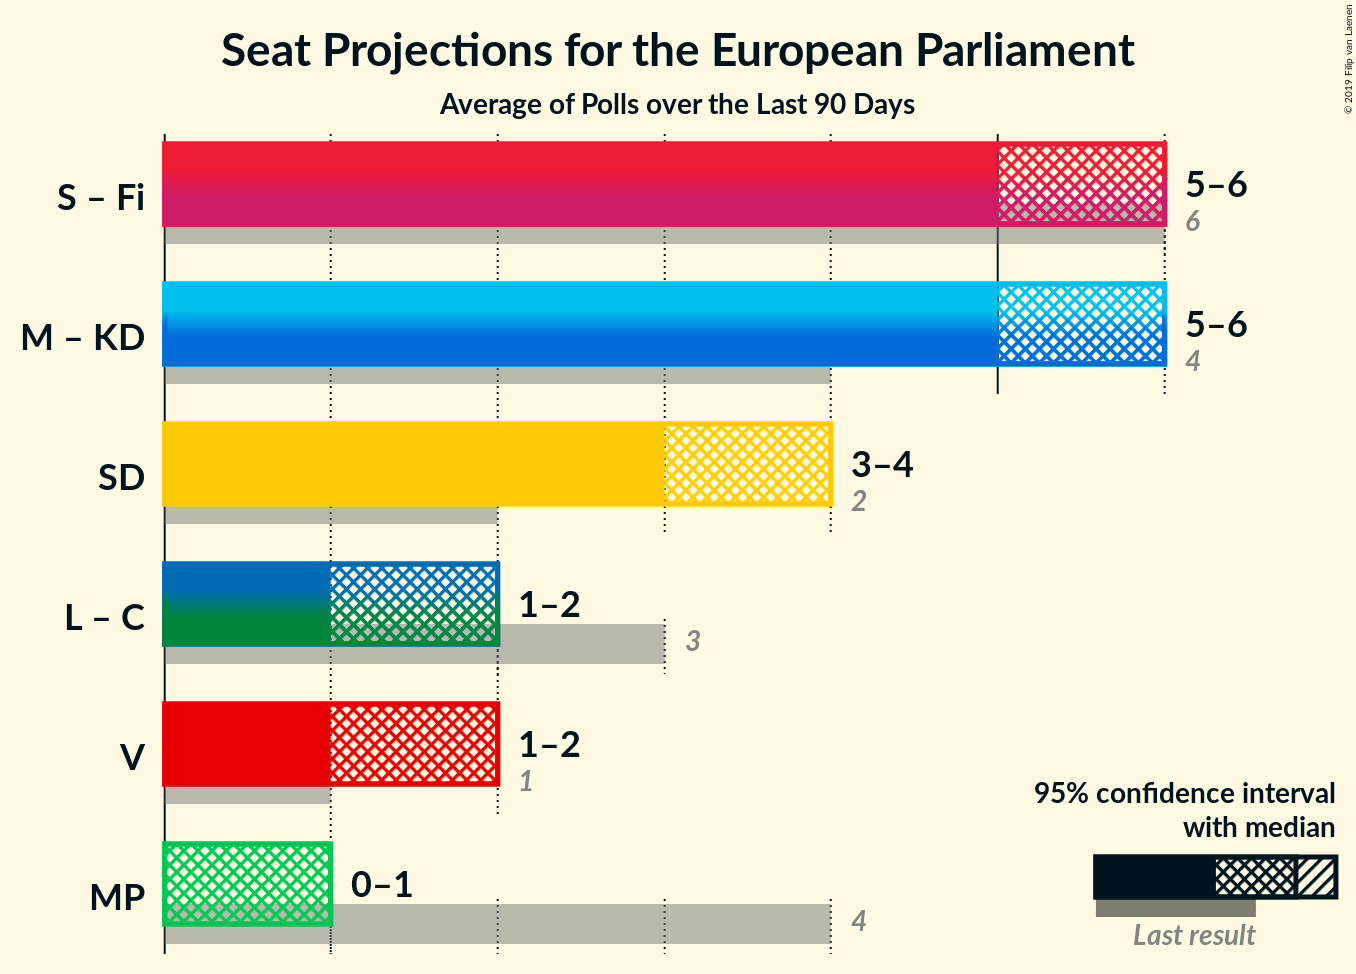 Seat Projections for the European Parliament
Average of Polls over the Last 90 Days
© 2019 Filip van Laenen
S – Fi
5–6
6
M – KD
5–6
4
SD
3–4
2
L – C
1–2
3
V
1–2
1
MP
0–1
4
95% confidence interval
with median
Last result